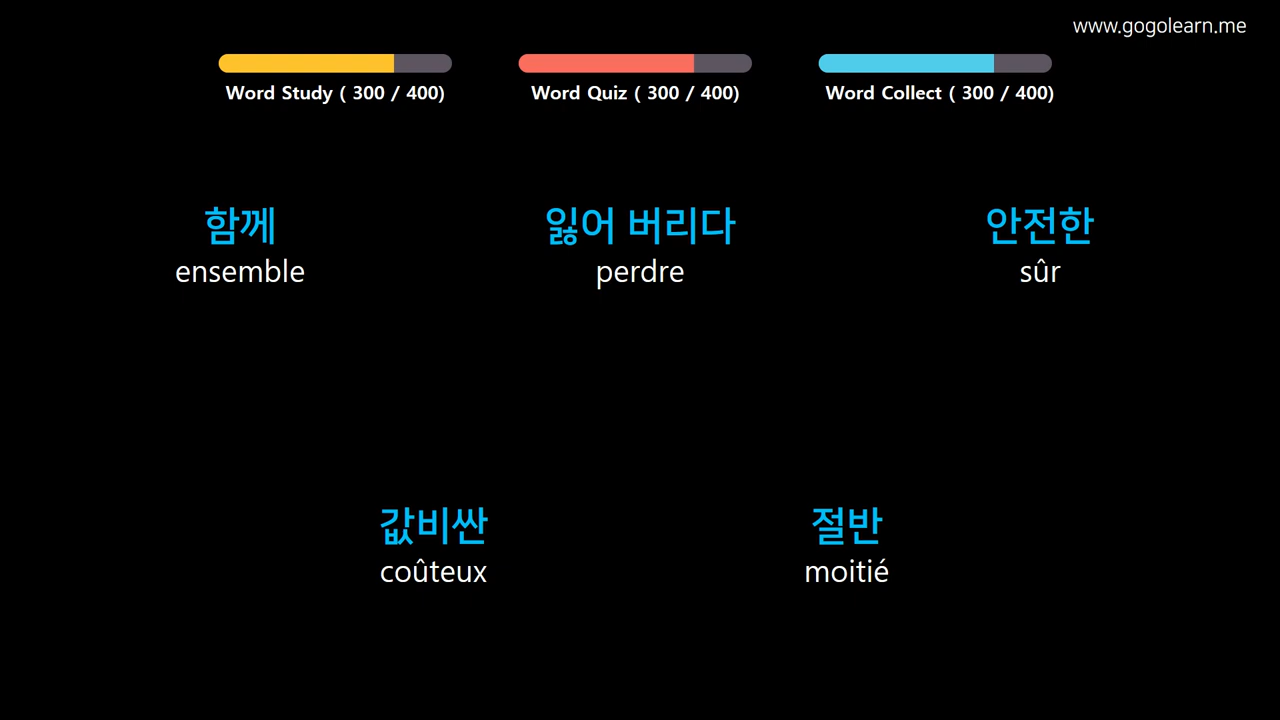 www.gogolearn.me
Word Study ( 300 / 400)
Word Quiz ( 300 / 400)
Word Collect ( 300 / 400)
함께
ensemble
잃어 버리다
perdre
안전한
sûr
값비싼
coûteux
절반
moitié